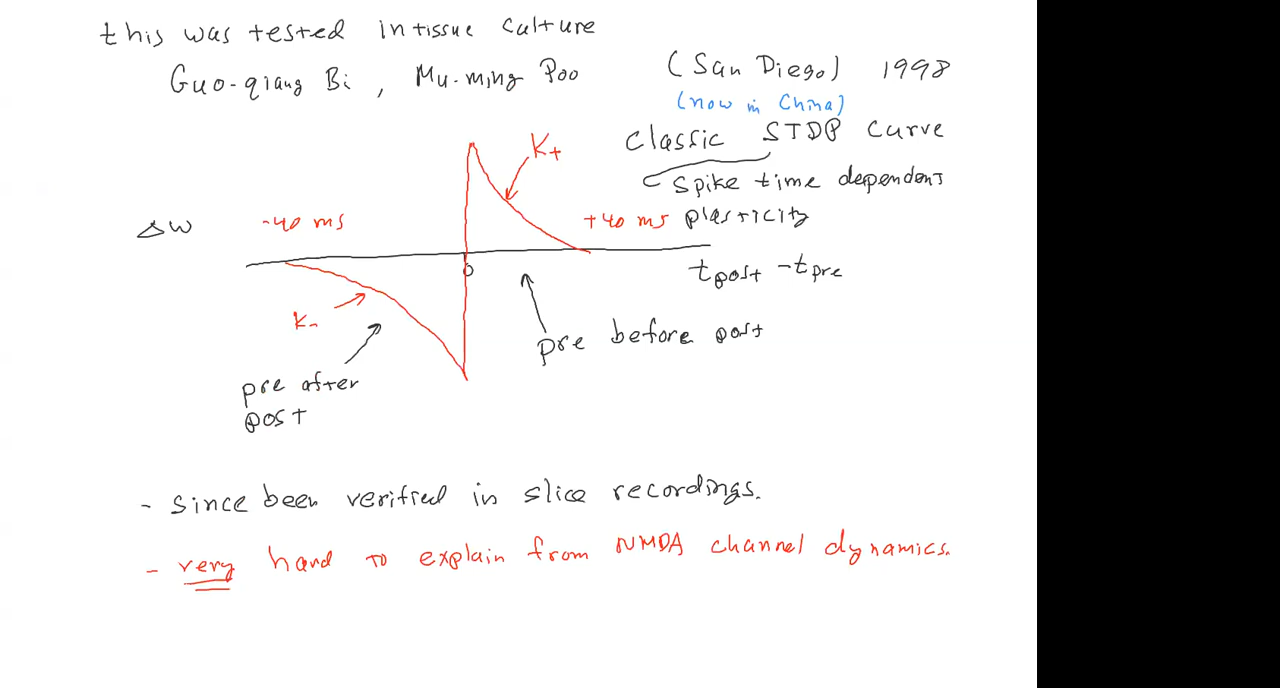 this was tested in tissue culture
Guo-qiang Bi , Mu-ming Poo (San Diego) 1998
(now in China)
Classic STDP Curve
Spike time dependent
plasticity
K+
ΔW
-40 ms
+40 ms
0
tpost - tpre
K-
pre before post
pre after
post
- Since been verified in slice recordings.
- very hard to explain from NMDA channel dynamics.